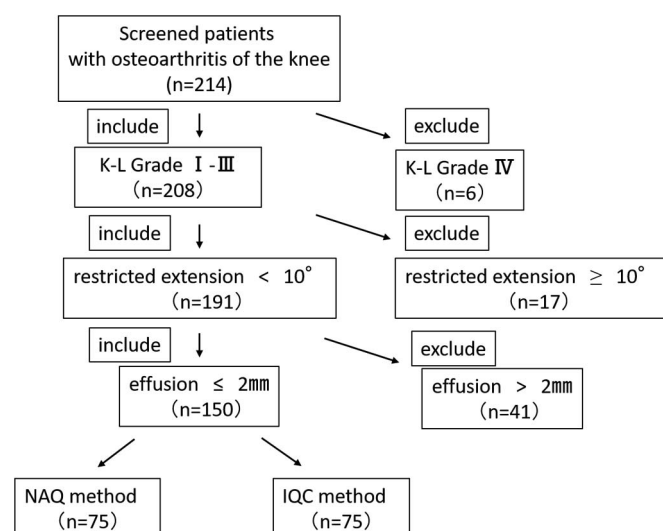 Screened patients
with osteoarthritis of the knee
(n=214)
include
exclude
K-L Grade Ⅰ-Ⅲ
(n=208)
K-L Grade Ⅳ
(n=6)
include
exclude
restricted extension < 10°
(n=191)
restricted extension ≥ 10°
(n=17)
include
exclude
effusion ≤ 2㎜
(n=150)
effusion > 2㎜
(n=41)
NAQ method
(n=75)
IQC method
(n=75)